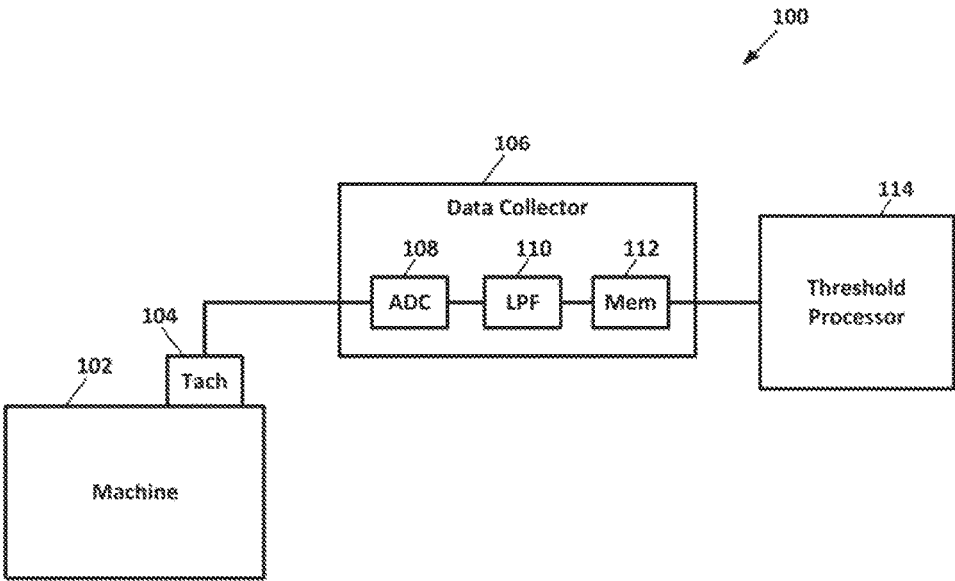 100
106
Data Collector
114
108
110
112
ADC
LPF
Mem
Threshold
Processor
104
Tach
102
Machine